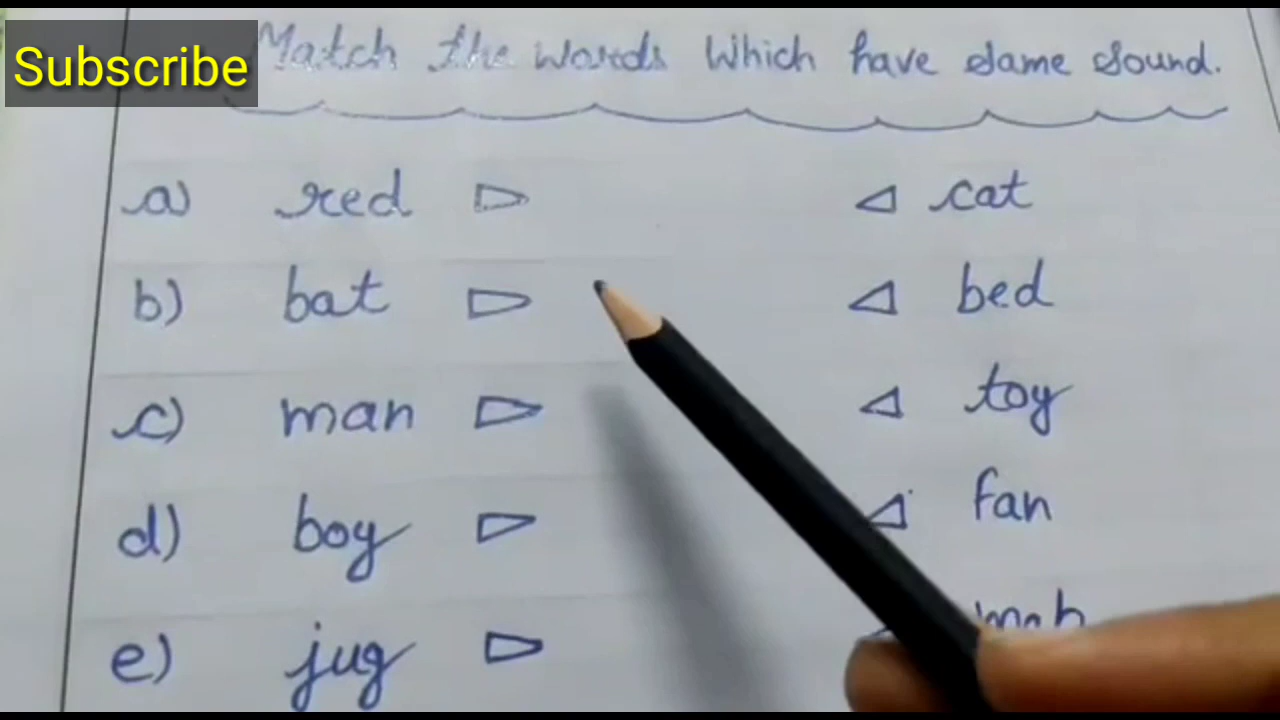 Subscribe
Match the words Which have same sound.
a) red cat
b) bat bed
c) man toy
d) boy fan
e) jug